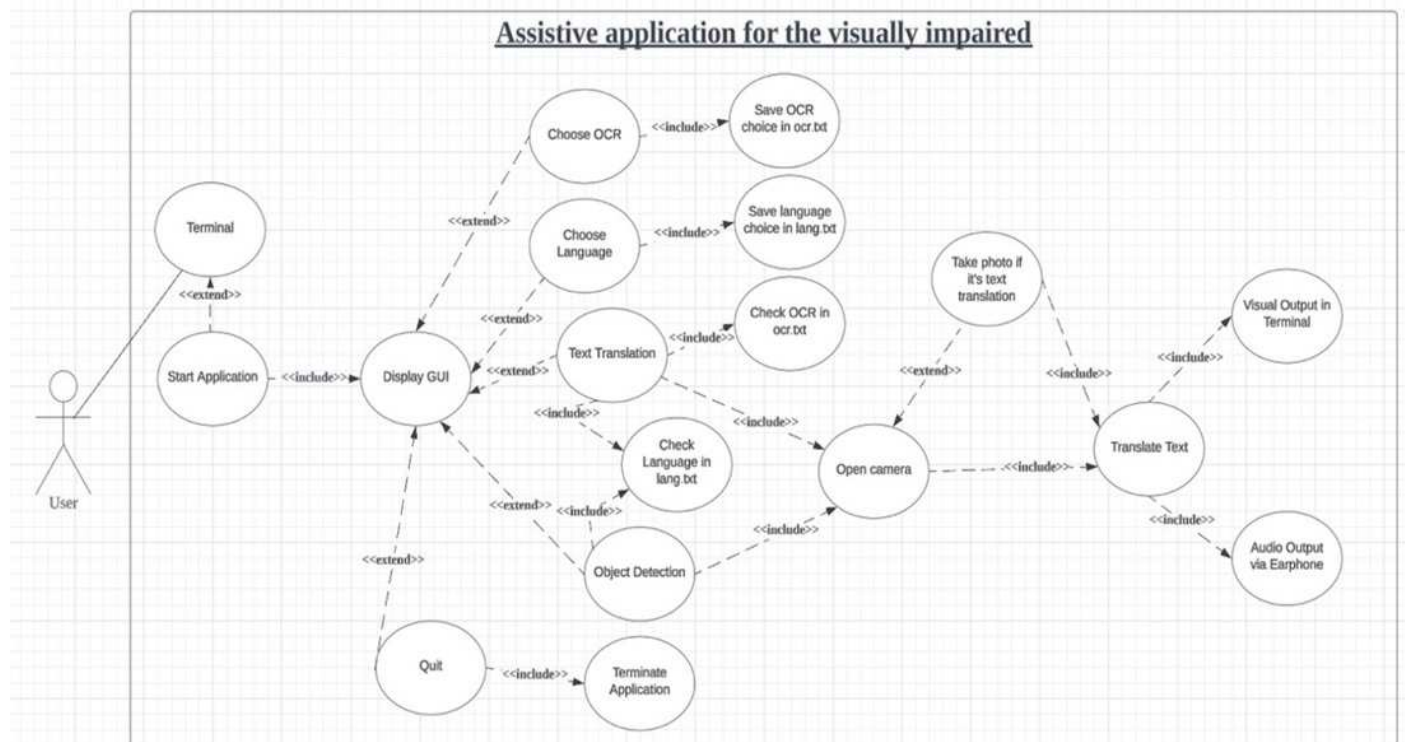 Assistive application for the visually impaired
Save OCR
choice in ocr.txt
Choose OCR
<<include>>
Save language
choice in lang.txt
Terminal
<<extend>>
Choose
Language
<<include>>
Take photo if
it's text
translation
<<extend>>
Visual Output in
Terminal
Check OCR in
ocr.txt
<<extend>>
<<include>>
Text Translation
<<include>>
Start Application
<<include>>
Display GUI
<<extend>>
<<extend>>
<<include>>
<<include>>
<<include>>
Check
Language in
lang.txt
Translate Text
Open camera
<<include>>
User
<<extend>>
<<include>>
<<include>>
<<include>>
Audio Output
via Earphone
<<extend>>
Object Detection
Quit
<<include>>
Terminate
Application